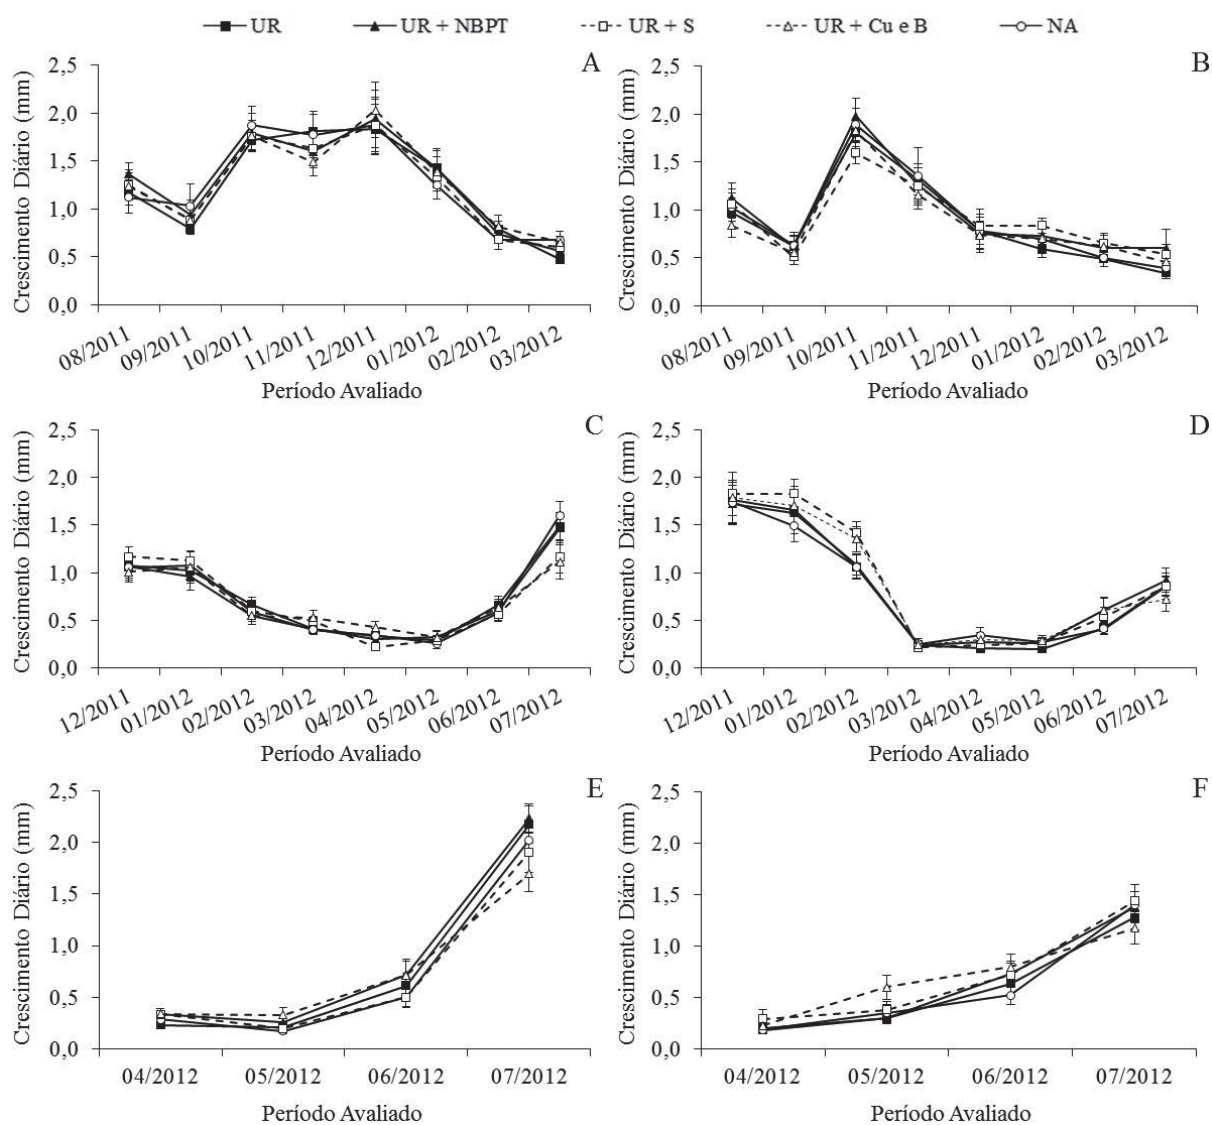 UR UR + NBPT UR + S UR + Cu e B NA
A
Crescimento Diário (mm)
2,5
2,0
1,5
1,0
0,5
0,0
08/2011 09/2011 10/2011 11/2011 12/2011 01/2012 02/2012 03/2012
Período Avaliado
B
Crescimento Diário (mm)
2,5
2,0
1,5
1,0
0,5
0,0
08/2011 09/2011 10/2011 11/2011 12/2011 01/2012 02/2012 03/2012
Período Avaliado
C
Crescimento Diário (mm)
2,5
2,0
1,5
1,0
0,5
0,0
12/2011 01/2012 02/2012 03/2012 04/2012 05/2012 06/2012 07/2012
Período Avaliado
D
Crescimento Diário (mm)
2,5
2,0
1,5
1,0
0,5
0,0
12/2011 01/2012 02/2012 03/2012 04/2012 05/2012 06/2012 07/2012
Período Avaliado
E
Crescimento Diário (mm)
2,5
2,0
1,5
1,0
0,5
0,0
04/2012 05/2012 06/2012 07/2012
Período Avaliado
F
Crescimento Diário (mm)
2,5
2,0
1,5
1,0
0,5
0,0
04/2012 05/2012 06/2012 07/2012
Período Avaliado